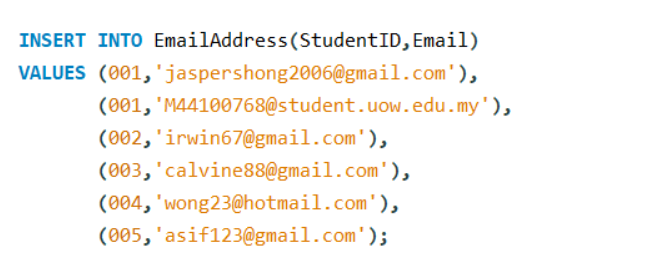 INSERT INTO EmailAddress(StudentID,Email)
VALUES (001,'jaspershong2006@gmail.com'),
(001,'M44100768@student.uow.edu.my'),
(002,'irwin67@gmail.com'),
(003,'calvine88@gmail.com'),
(004,'wong23@hotmail.com'),
(005,'asif123@gmail.com');